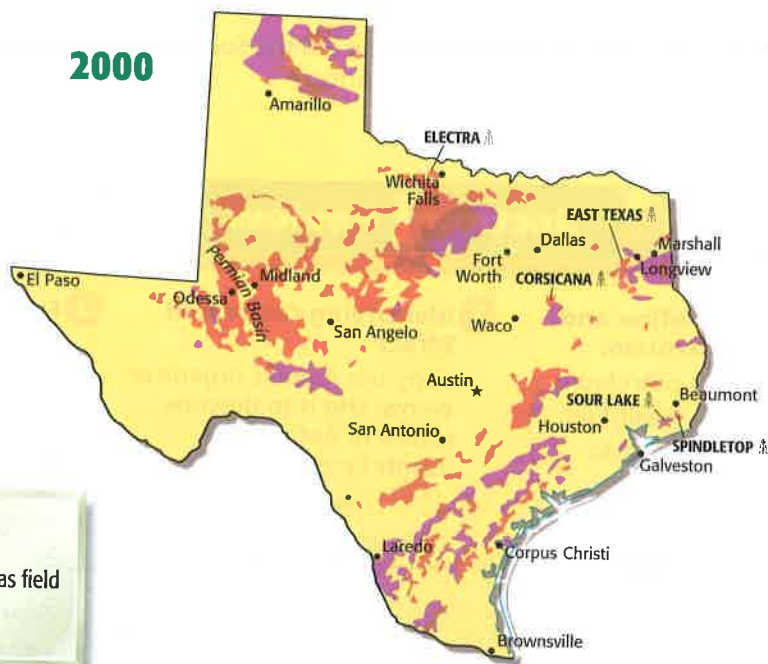 2000
Amarillo
ELECTRA
Wichita
Falls
EAST TEXAS
Dallas
Marshall
Fort
Worth
Longview
El Paso
Permian Basin
Midland
CORSICANA
Odessa
San Angelo
Waco
Austin
SOUR LAKE
Beaumont
San Antonio
Houston
SPINDLETOP
Galveston
as field
Laredo
Corpus Christi
Brownsville